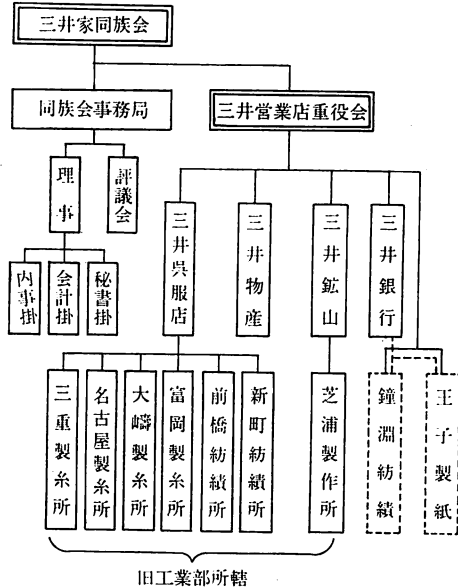 三井家同族会
同族会事務局
三井営業店重役会
理事
評議会
内事掛
会計掛
秘書掛
三井呉服店
三井物産
三井鉱山
三井銀行
三重製糸所
名古屋製糸所
大嶹製糸所
富岡製糸所
前橋紡績所
新町紡績所
芝浦製作所
鐘淵紡績
王子製紙
旧工業部所轄